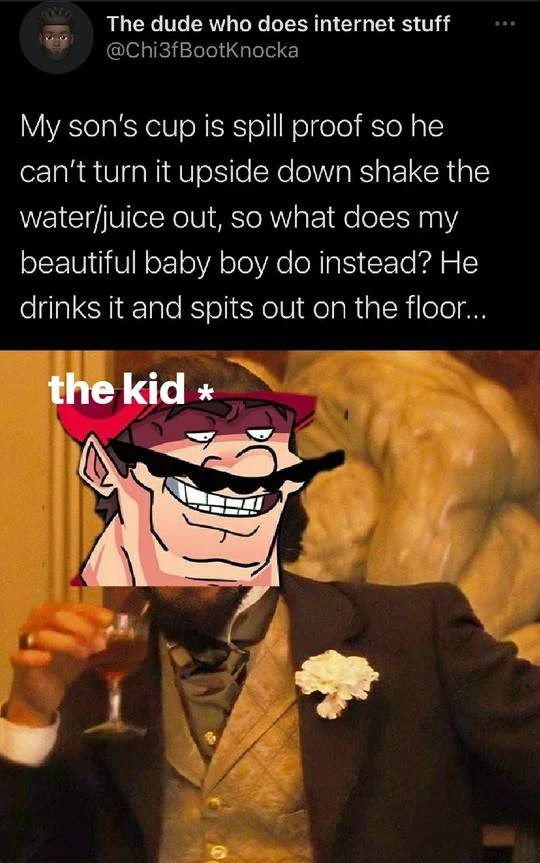 The dude who does internet stuff
@Chi3fBootKnocka
My son's cup is spill proof so he
can't turn it upside down shake the
water/juice out, so what does my
beautiful baby boy do instead? He
drinks it and spits out on the floor...
the kid *